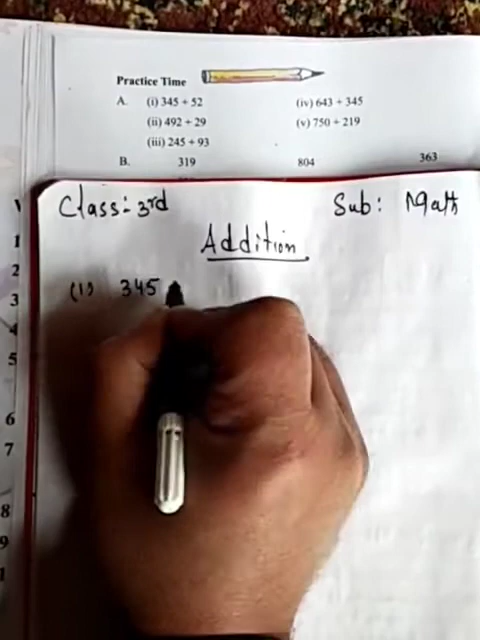 Practice Time
A. (i) 345 + 52 (iv) 643 + 345
(ii) 492 + 29 (v) 750 + 219
(iii) 245 + 93
B. 319 804 363
Class: 3rd Sub: Math
Addition
(i) 345
1
2
3
4
5
6
7
8
9
1